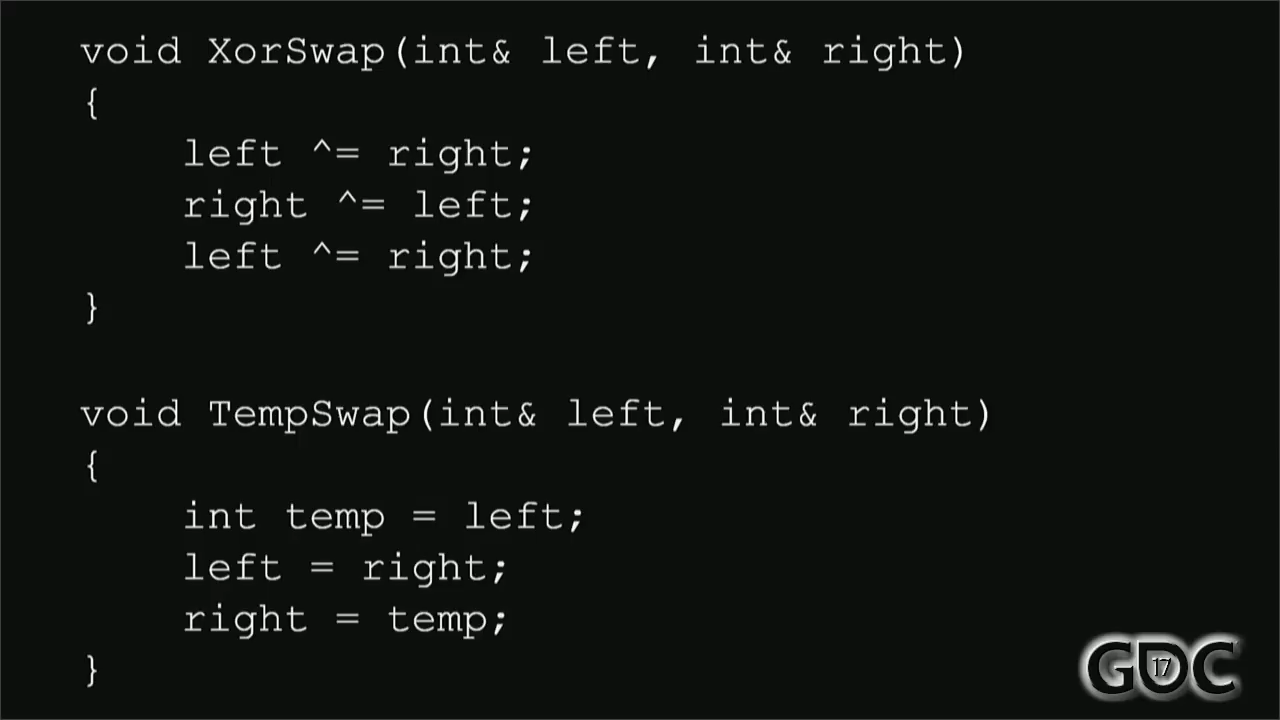 void XorSwap(int& left, int& right)
{
    left ^= right;
    right ^= left;
    left ^= right;
}

void TempSwap(int& left, int& right)
{
    int temp = left;
    left = right;
    right = temp;
}
GDC
17